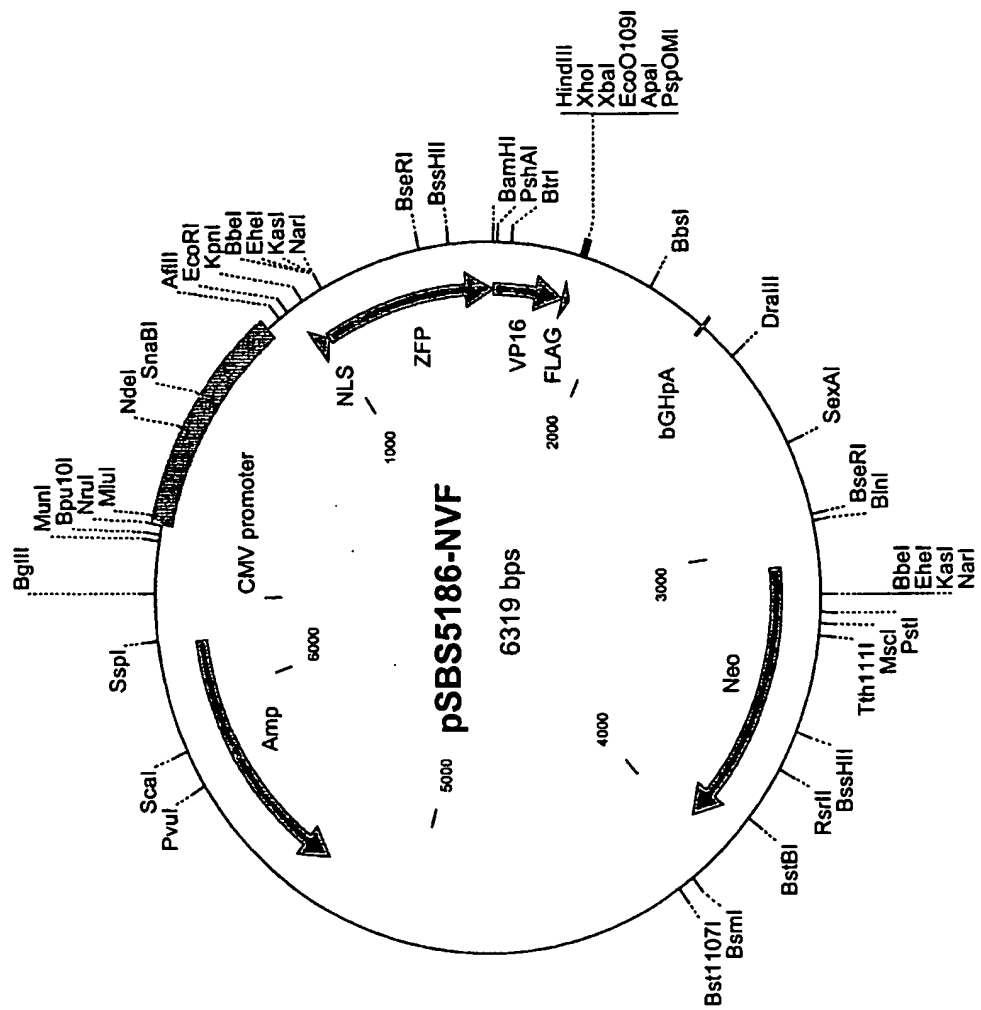 pSBS5186-NVF
6319 bps
BglII
MunI
Bpu10I
NruI
MluI
NdeI
SnaBI
AflII
EcoRI
KpnI
BbeI
EheI
KasI
NarI
BseRI
BssHII
BamHI
PshAI
BtrI
HindIII
XhoI
XbaI
EcoO109I
ApaI
PspOMI
BbsI
DraIII
SexAI
BseRI
BlnI
BbeI
EheI
KasI
NarI
PstI
MscI
Tth111I
BssHII
RsrII
BstBI
BsmI
Bst1107I
PvuI
ScaI
SspI
CMV promoter
NLS
ZFP
VP16
FLAG
bGHpA
Neo
Amp
1000
2000
3000
4000
5000
6000